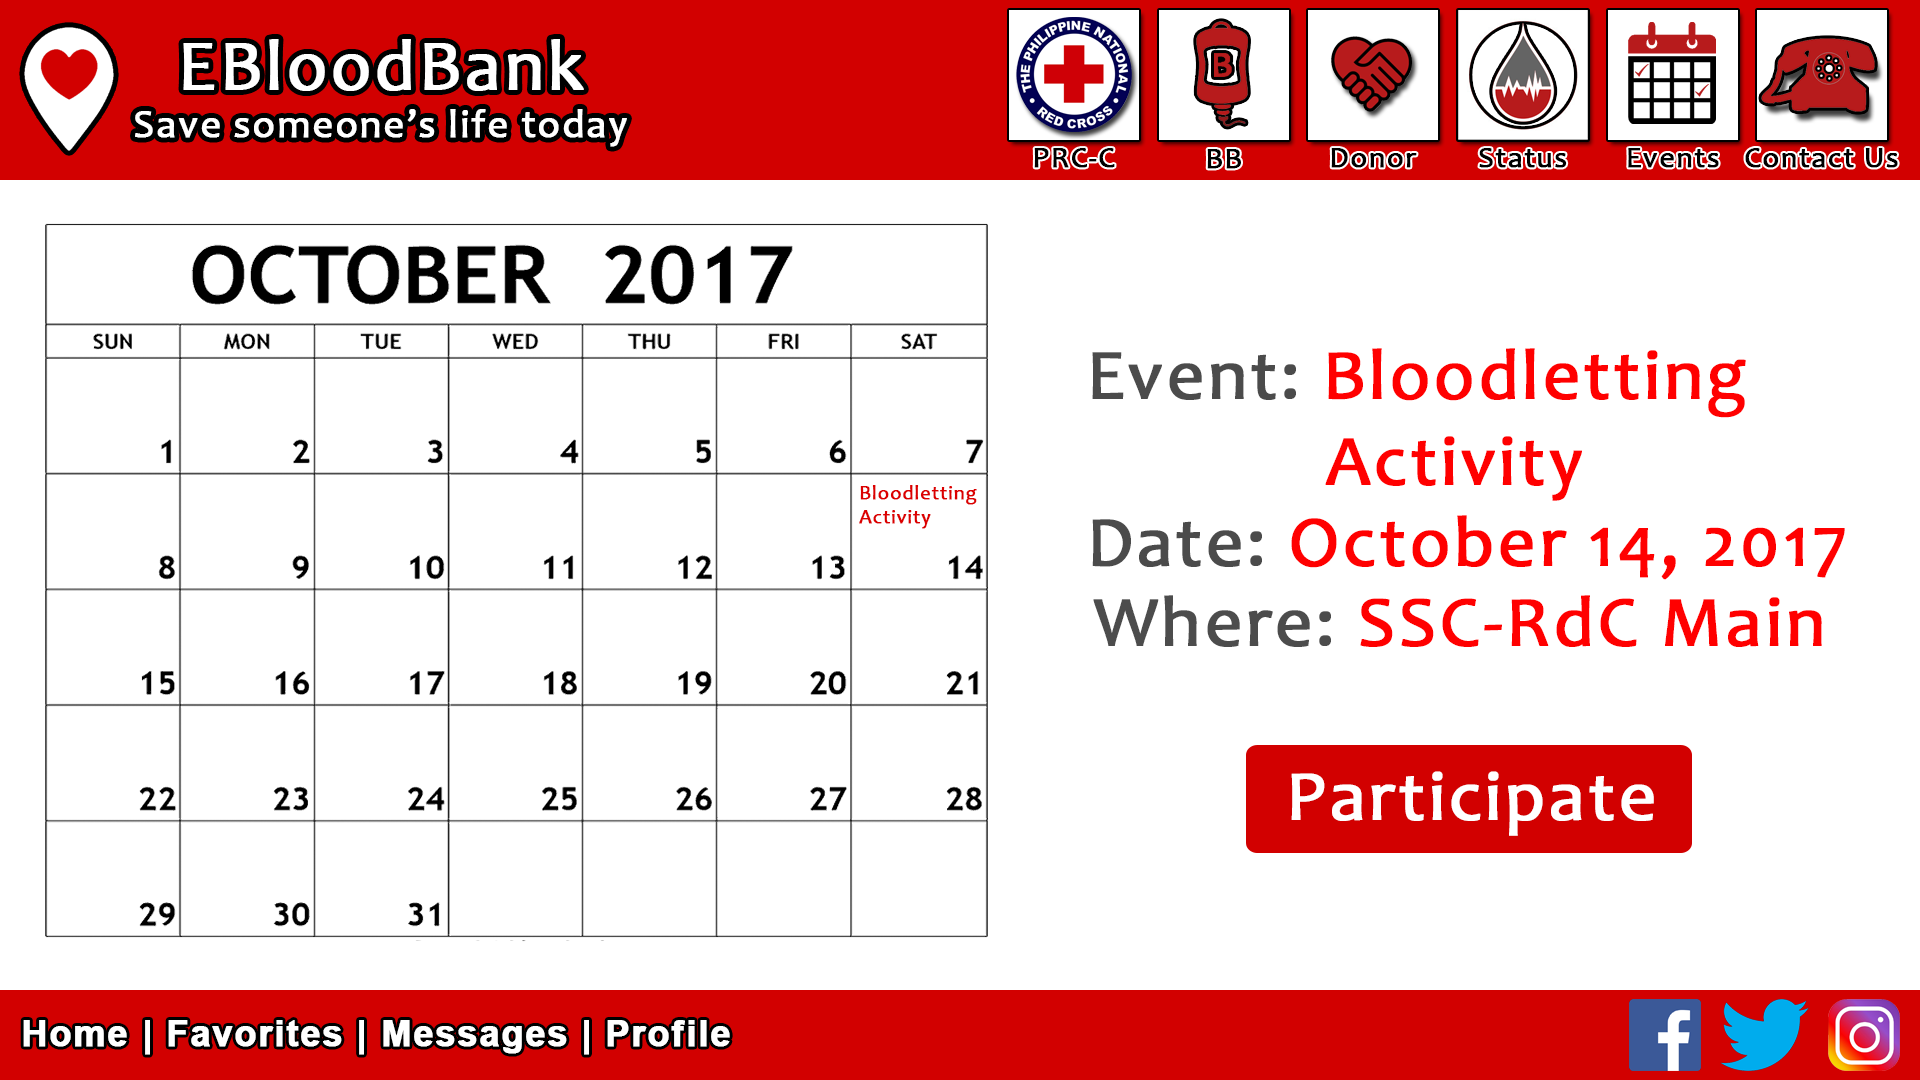 EBloodBank
Save someone's life today
THE PHILIPPINE NATIONAL
RED CROSS
B
PRC-C
BB
Donor
Status
Events
Contact Us
OCTOBER 2017
SUN MON TUE WED THU FRI SAT
1 2 3 4 5 6 7
Bloodletting
Activity
8 9 10 11 12 13 14
15 16 17 18 19 20 21
22 23 24 25 26 27 28
29 30 31
Event: Bloodletting
Activity
Date: October 14, 2017
Where: SSC-RdC Main
Participate
Home | Favorites | Messages | Profile